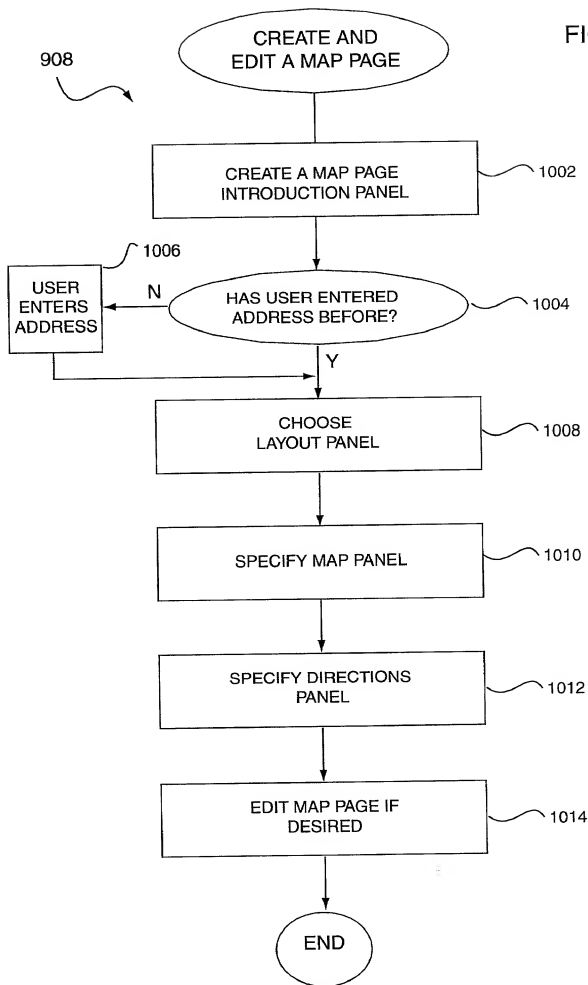 CREATE AND
EDIT A MAP PAGE
FI
908
CREATE A MAP PAGE
INTRODUCTION PANEL
1002
1006
USER
ENTERS
ADDRESS
N
HAS USER ENTERED
ADDRESS BEFORE?
1004
Y
CHOOSE
LAYOUT PANEL
1008
SPECIFY MAP PANEL
1010
SPECIFY DIRECTIONS
PANEL
1012
EDIT MAP PAGE IF
DESIRED
1014
END